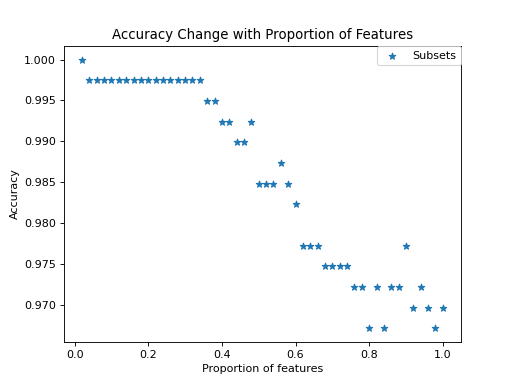 Accuracy Change with Proportion of Features
Subsets
1.000
0.995
0.990
0.985
0.980
0.975
0.970
Accuracy
0.0 0.2 0.4 0.6 0.8 1.0
Proportion of features